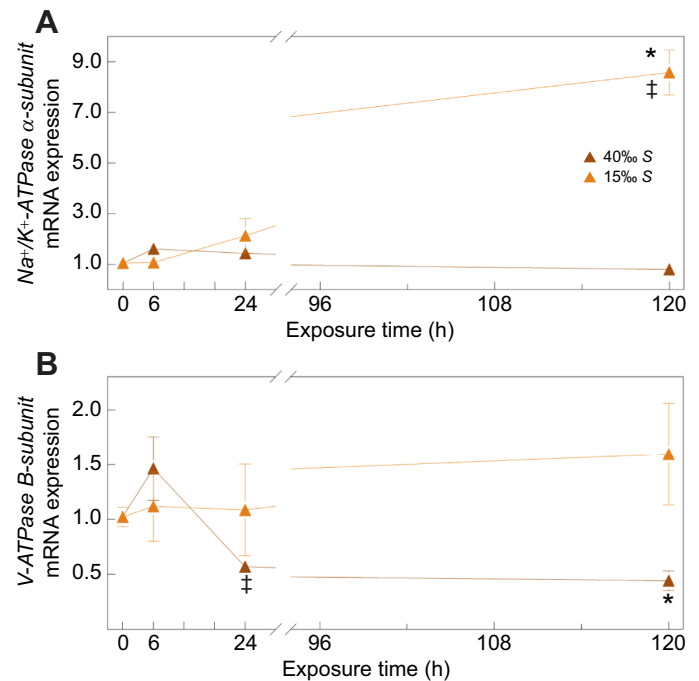 A
Na+/K+-ATPase α-subunit
mRNA expression
9.0
7.0
5.0
3.0
1.0
*
‡
40‰ S
15‰ S
0 6 24 96 108 120
Exposure time (h)
B
V-ATPase B-subunit
mRNA expression
2.0
1.5
1.0
0.5
‡
*
0 6 24 96 108 120
Exposure time (h)